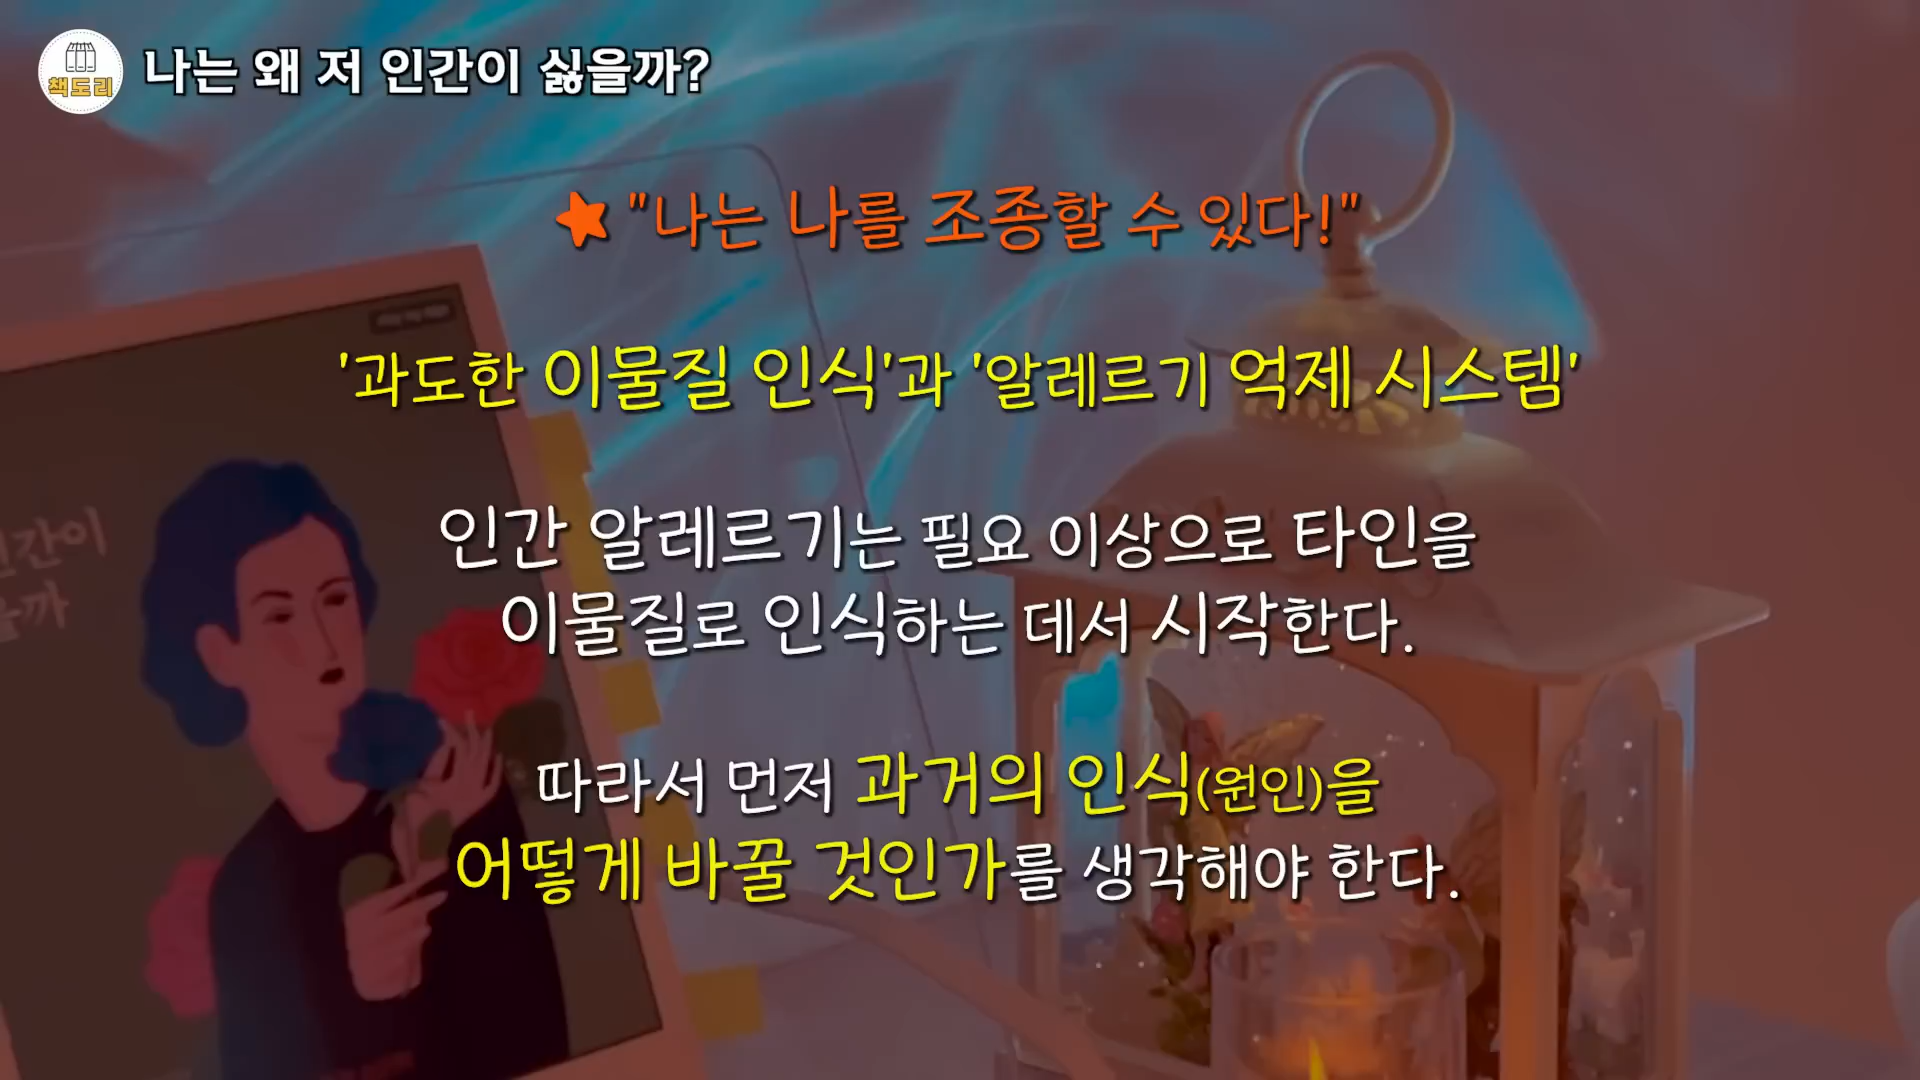 책도리
나는 왜 저 인간이 싫을까?
"나는 나를 조종할 수 있다!"
'과도한 이물질 인식'과 '알레르기 억제 시스템'
인간 알레르기는 필요 이상으로 타인을
이물질로 인식하는 데서 시작한다.
인간이
을까
따라서 먼저 과거의 인식(원인)을
어떻게 바꿀 것인가를 생각해야 한다.